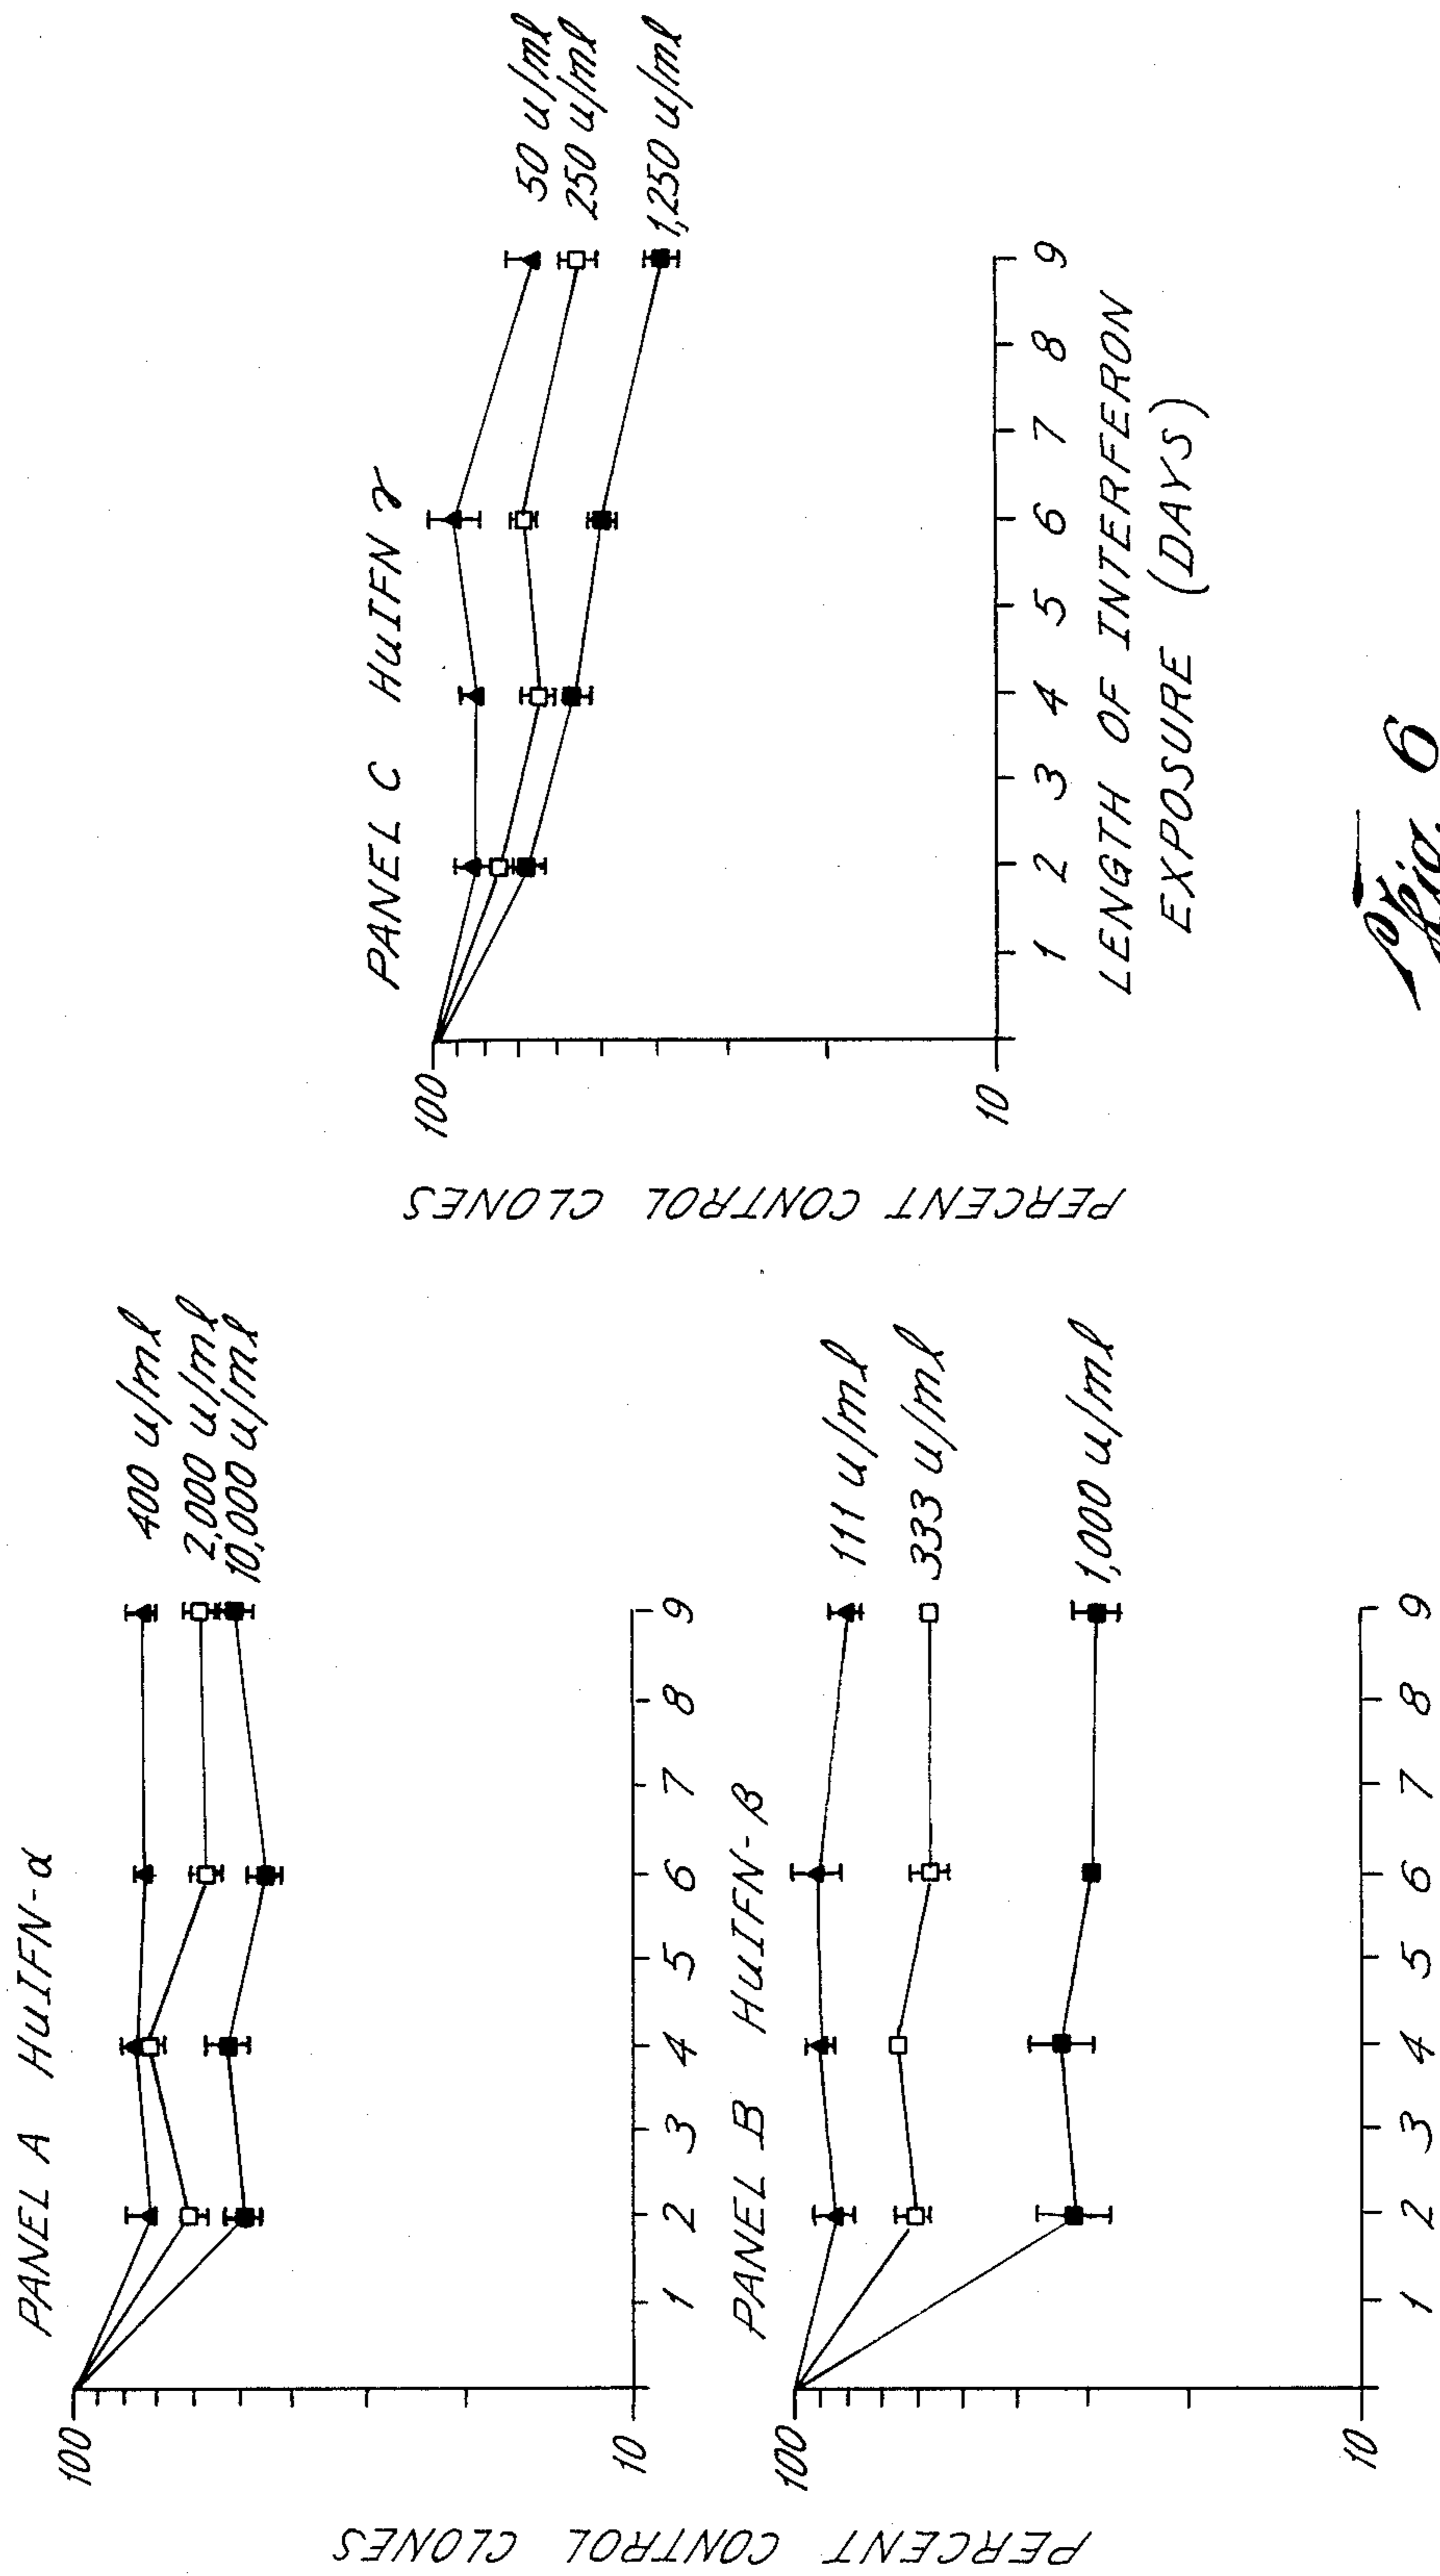 PANEL A HuIFN-α
100
10
400 u/ml
2,000 u/ml
10,000 u/ml
1 2 3 4 5 6 7 8 9
PERCENT CONTROL CLONES
PANEL B HuIFN-β
100
10
111 u/ml
333 u/ml
1,000 u/ml
1 2 3 4 5 6 7 8 9
PANEL C HuIFN γ
100
10
50 u/ml
250 u/ml
1,250 u/ml
PERCENT CONTROL CLONES
1 2 3 4 5 6 7 8 9
LENGTH OF INTERFERON
EXPOSURE (DAYS)
Fig. 6